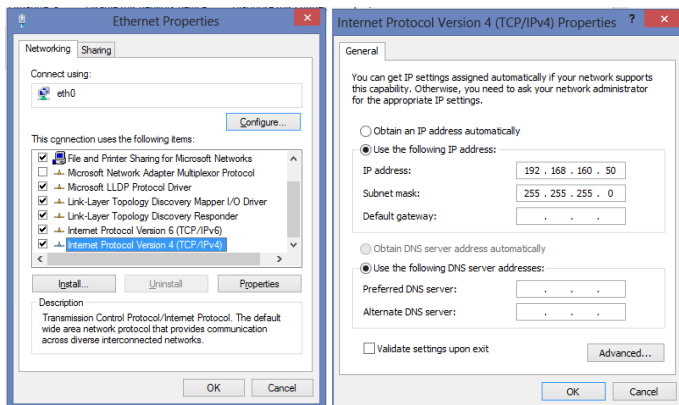 Ethernet Properties
Networking
Sharing
Connect using:
eth0
Configure...
This connection uses the following items:
File and Printer Sharing for Microsoft Networks
Microsoft Network Adapter Multiplexor Protocol
Microsoft LLDP Protocol Driver
Link-Layer Topology Discovery Mapper I/O Driver
Link-Layer Topology Discovery Responder
Internet Protocol Version 6 (TCP/IPv6)
Internet Protocol Version 4 (TCP/IPv4)
Install...
Uninstall
Properties
Description
Transmission Control Protocol/Internet Protocol. The default
wide area network protocol that provides communication
across diverse interconnected networks.
OK
Cancel
Internet Protocol Version 4 (TCP/IPv4) Properties
?
General
You can get IP settings assigned automatically if your network supports
this capability. Otherwise, you need to ask your network administrator
for the appropriate IP settings.
Obtain an IP address automatically
Use the following IP address:
IP address:
192 . 168 . 160 . 50
Subnet mask:
255 . 255 . 255 . 0
Default gateway:
. . .
Obtain DNS server address automatically
Use the following DNS server addresses:
Preferred DNS server:
. . .
Alternate DNS server:
. . .
Validate settings upon exit
Advanced...
OK
Cancel